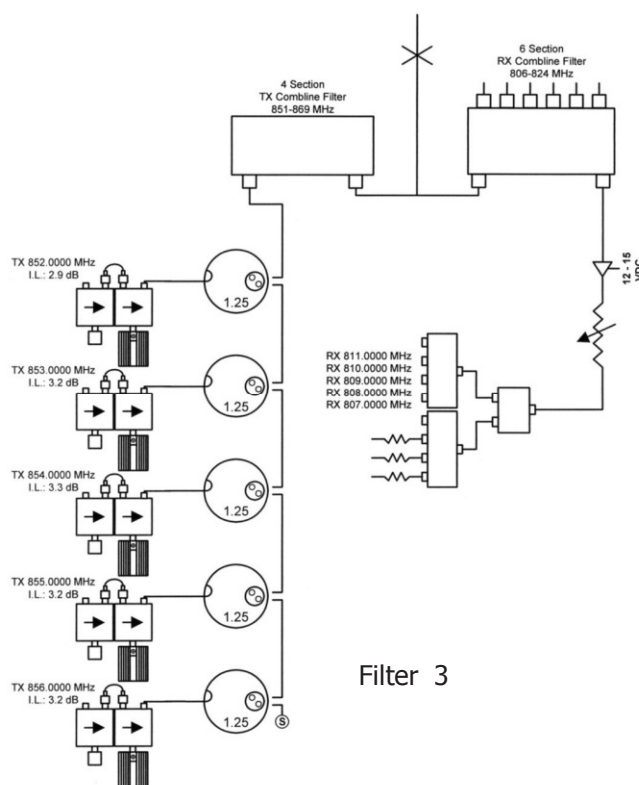 4 Section
TX Combline Filter
851-869 MHz
6 Section
RX Combline Filter
806-824 MHz
TX 852.0000 MHz
I.L.: 2.9 dB
1.25
12 - 15
VDC
TX 853.0000 MHz
I.L.: 3.2 dB
1.25
RX 811.0000 MHz
RX 810.0000 MHz
RX 809.0000 MHz
RX 808.0000 MHz
RX 807.0000 MHz
TX 854.0000 MHz
I.L.: 3.3 dB
1.25
TX 855.0000 MHz
I.L.: 3.2 dB
1.25
TX 856.0000 MHz
I.L.: 3.2 dB
1.25
S
Filter 3